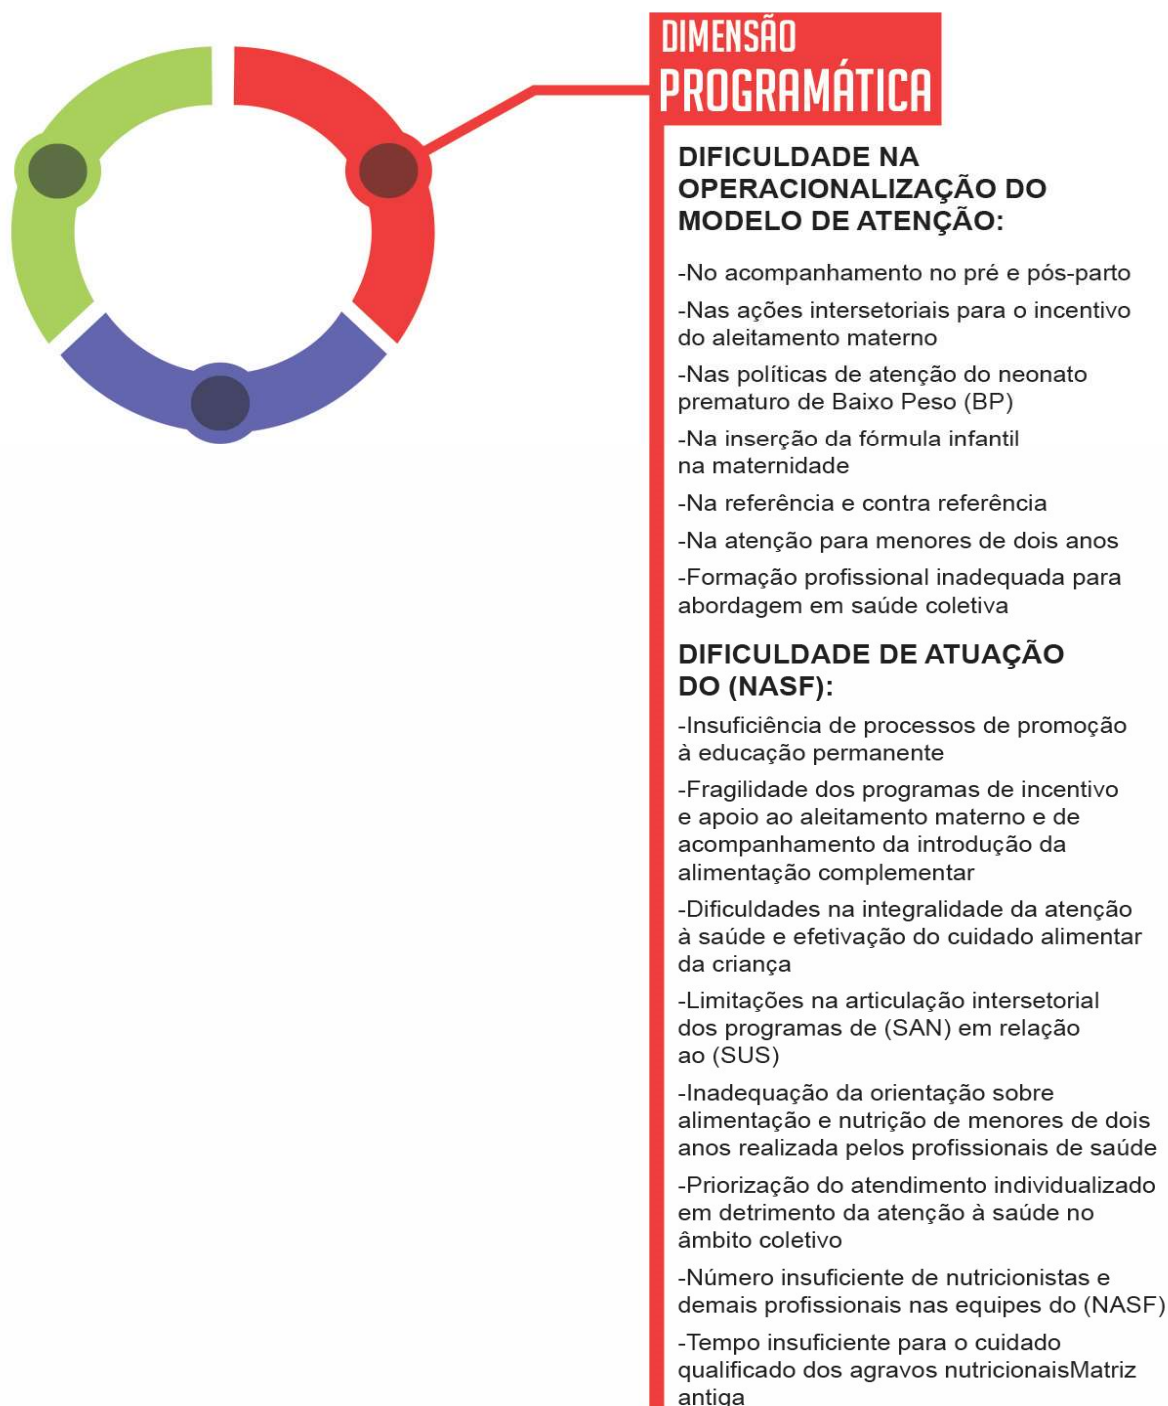 DIMENSÃO
PROGRAMÁTICA
DIFICULDADE NA
OPERACIONALIZAÇÃO DO
MODELO DE ATENÇÃO:
-No acompanhamento no pré e pós-parto
-Nas ações intersetoriais para o incentivo
do aleitamento materno
-Nas políticas de atenção do neonato
prematuro de Baixo Peso (BP)
-Na inserção da fórmula infantil
na maternidade
-Na referência e contra referência
-Na atenção para menores de dois anos
-Formação profissional inadequada para
abordagem em saúde coletiva
DIFICULDADE DE ATUAÇÃO
DO (NASF):
-Insuficiência de processos de promoção
à educação permanente
-Fragilidade dos programas de incentivo
e apoio ao aleitamento materno e de
acompanhamento da introdução da
alimentação complementar
-Dificuldades na integralidade da atenção
à saúde e efetivação do cuidado alimentar
da criança
-Limitações na articulação intersetorial
dos programas de (SAN) em relação
ao (SUS)
-Inadequação da orientação sobre
alimentação e nutrição de menores de dois
anos realizada pelos profissionais de saúde
-Priorização do atendimento individualizado
em detrimento da atenção à saúde no
âmbito coletivo
-Número insuficiente de nutricionistas e
demais profissionais nas equipes do (NASF)
-Tempo insuficiente para o cuidado
qualificado dos agravos nutricionaisMatriz
antiga